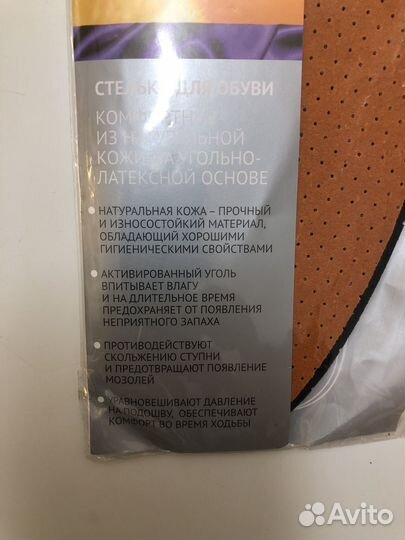 СТЕЛЬКИ ДЛЯ ОБУВИ
КОМФОРТНЫЕ
ИЗ НАТУРАЛЬНОЙ
КОЖИ НА УГОЛЬНО-
ЛАТЕКСНОЙ ОСНОВЕ
• НАТУРАЛЬНАЯ КОЖА – ПРОЧНЫЙ
И ИЗНОСОСТОЙКИЙ МАТЕРИАЛ,
ОБЛАДАЮЩИЙ ХОРОШИМИ
ГИГИЕНИЧЕСКИМИ СВОЙСТВАМИ
• АКТИВИРОВАННЫЙ УГОЛЬ
ВПИТЫВАЕТ ВЛАГУ
И НА ДЛИТЕЛЬНОЕ ВРЕМЯ
ПРЕДОХРАНЯЕТ ОТ ПОЯВЛЕНИЯ
НЕПРИЯТНОГО ЗАПАХА
• ПРОТИВОДЕЙСТВУЮТ
СКОЛЬЖЕНИЮ СТУПНИ
И ПРЕДОТВРАЩАЮТ ПОЯВЛЕНИЕ
МОЗОЛЕЙ
• УРАВНОВЕШИВАЮТ ДАВЛЕНИЕ
НА ПОДОШВУ, ОБЕСПЕЧИВАЮТ
КОМФОРТ ВО ВРЕМЯ ХОДЬБЫ
Avito